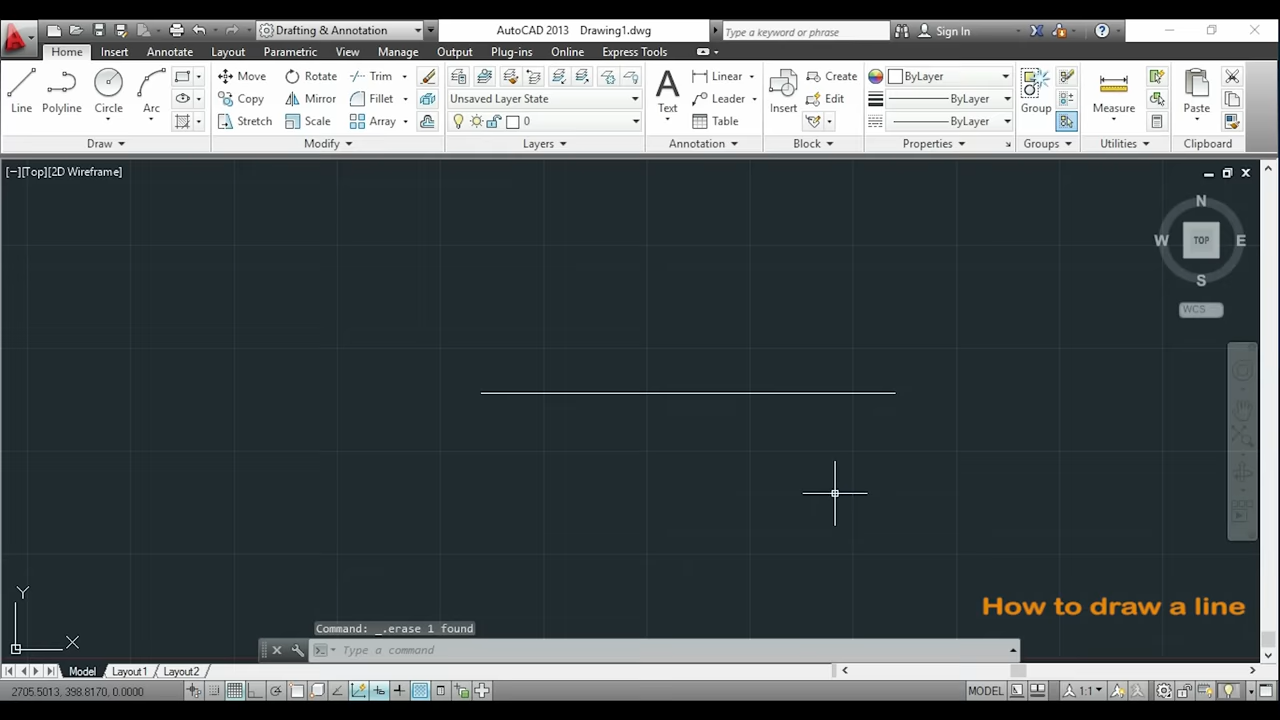 Drafting & Annotation
AutoCAD 2013 Drawing1.dwg
Type a keyword or phrase
Sign In
Home Insert Annotate Layout Parametric View Manage Output Plug-ins Online Express Tools
Line Polyline Circle Arc
Move Rotate Trim
Copy Mirror Fillet
Stretch Scale Array
Unsaved Layer State
0
Text
Linear
Leader
Table
Insert
Create
Edit
ByLayer
ByLayer
ByLayer
Group
Measure
Paste
Draw Modify Layers Annotation Block Properties Groups Utilities Clipboard
[−][Top][2D Wireframe]
N
W TOP E
S
WCS
How to draw a line
Y
X
Command: _.erase 1 found
Type a command
Model Layout1 Layout2
2705.5013, 398.8170, 0.0000
MODEL
1:1